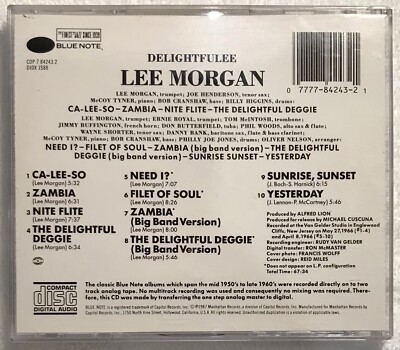 THE FINEST IN JAZZ SINCE 1939
BLUE NOTE
CDP 7 84243 2
DIDX 1588
DELIGHTFULEE
LEE MORGAN
0 7777-84243-2 1
LEE MORGAN, trumpet; JOE HENDERSON, tenor sax;
McCOY TYNER, piano; BOB CRANSHAW, bass; BILLY HIGGINS, drums:
CA-LEE-SO – ZAMBIA – NITE FLITE – THE DELIGHTFUL DEGGIE
LEE MORGAN, ERNIE ROYAL, trumpet – TOM McINTOSH, trombone
JIMMY BUFFINGTON, french horn; DON BUTTERFIELD, tuba; PHIL WOODS, alto sax & flute
WAYNE SHORTER, tenor sax; DANNY BANK, baritone sax, flute & bass clarinet;
McCOY TYNER, piano; BOB CRANSHAW, bass; PHILLY JOE JONES, drums; OLIVER NELSON, arranger:
NEED I? – FILET OF SOUL – ZAMBIA (big band version) – THE DELIGHTFUL
DEGGIE (big band version) – SUNRISE SUNSET – YESTERDAY
1 CA-LEE-SO
(Lee Morgan) 5:32
2 ZAMBIA
(Lee Morgan) 6:30
3 NITE FLITE
(Lee Morgan)
4 THE DELIGHTFUL
DEGGIE
(Lee Morgan) 6:34
5 NEED I?*
(Lee Morgan) 7:07
6 FILET OF SOUL*
(Lee Morgan)
7 ZAMBIA*
(Big Band Version)
(Lee Morgan)
8 THE DELIGHTFUL DEGGIE*
(Big Band Version)
(Lee Morgan)
9 SUNRISE, SUNSET
(J. Bock-S. Harnick) 6:15
10 YESTERDAY
(J. Lennon-P. McCartney) 5:46
Produced by ALFRED LION
Produced for release by MICHAEL CUSCUNA
Recorded at the Van Gelder Studio in Englewood
Cliffs, New Jersey on May 27, 1966 (#1-4)
and April 8, 1966 (# 5-10)
Recording engineer: RUDY VAN GELDER
Digital transfer: RON McMASTER
Cover photo: FRANCIS WOLFF
Cover design: REID MILES
*Does not appear on L.P. configuration
Total Time: 67:34
COMPACT
disc
DIGITAL AUDIO
The classic Blue Note albums which span the mid 1950's to late 1960's were recorded directly on to two
track analog tape. No multitrack recording was used and consequently no mixing was required. There-
fore, this CD was made by transferring the one step analog master to digital.